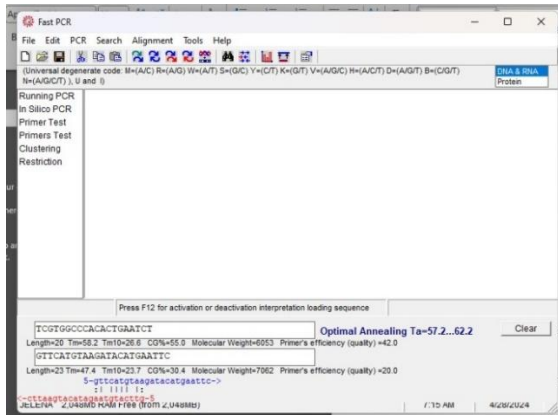 Fast PCR
File Edit PCR Search Alignment Tools Help
(Universal degenerate code: M=(A/C) R=(A/G) W=(A/T) S=(G/C) Y=(C/T) K=(G/T) V=(A/G/C) H=(A/C/T) D=(A/G/T) B=(C/G/T)
N=(A/G/C/T) ), U and I)
DNA & RNA
Protein
Running PCR
In Silico PCR
Primer Test
Primers Test
Clustering
Restriction
Press F12 for activation or deactivation interpretation loading sequence
TCGTGGCCCACACTGAATCT
Optimal Annealing Ta=57.2...62.2
Clear
Length=20 Tm=58.2 Tm10=26.6 CG%=55.0 Molecular Weight=6053 Primer's efficiency (quality) =42.0
GTTCATGTAAGATACATGAATTC
Length=23 Tm=47.4 Tm10=23.7 CG%=30.4 Molecular Weight=7062 Primer's efficiency (quality) =20.0
5-gttcatgtaagatacatgaattc->
:| |||| |:
<-cttaagtacatagaatgtacttg-5
JELENA 2,048Mb RAM Free (from 2,048MB)
7:15 AM
4/28/2024